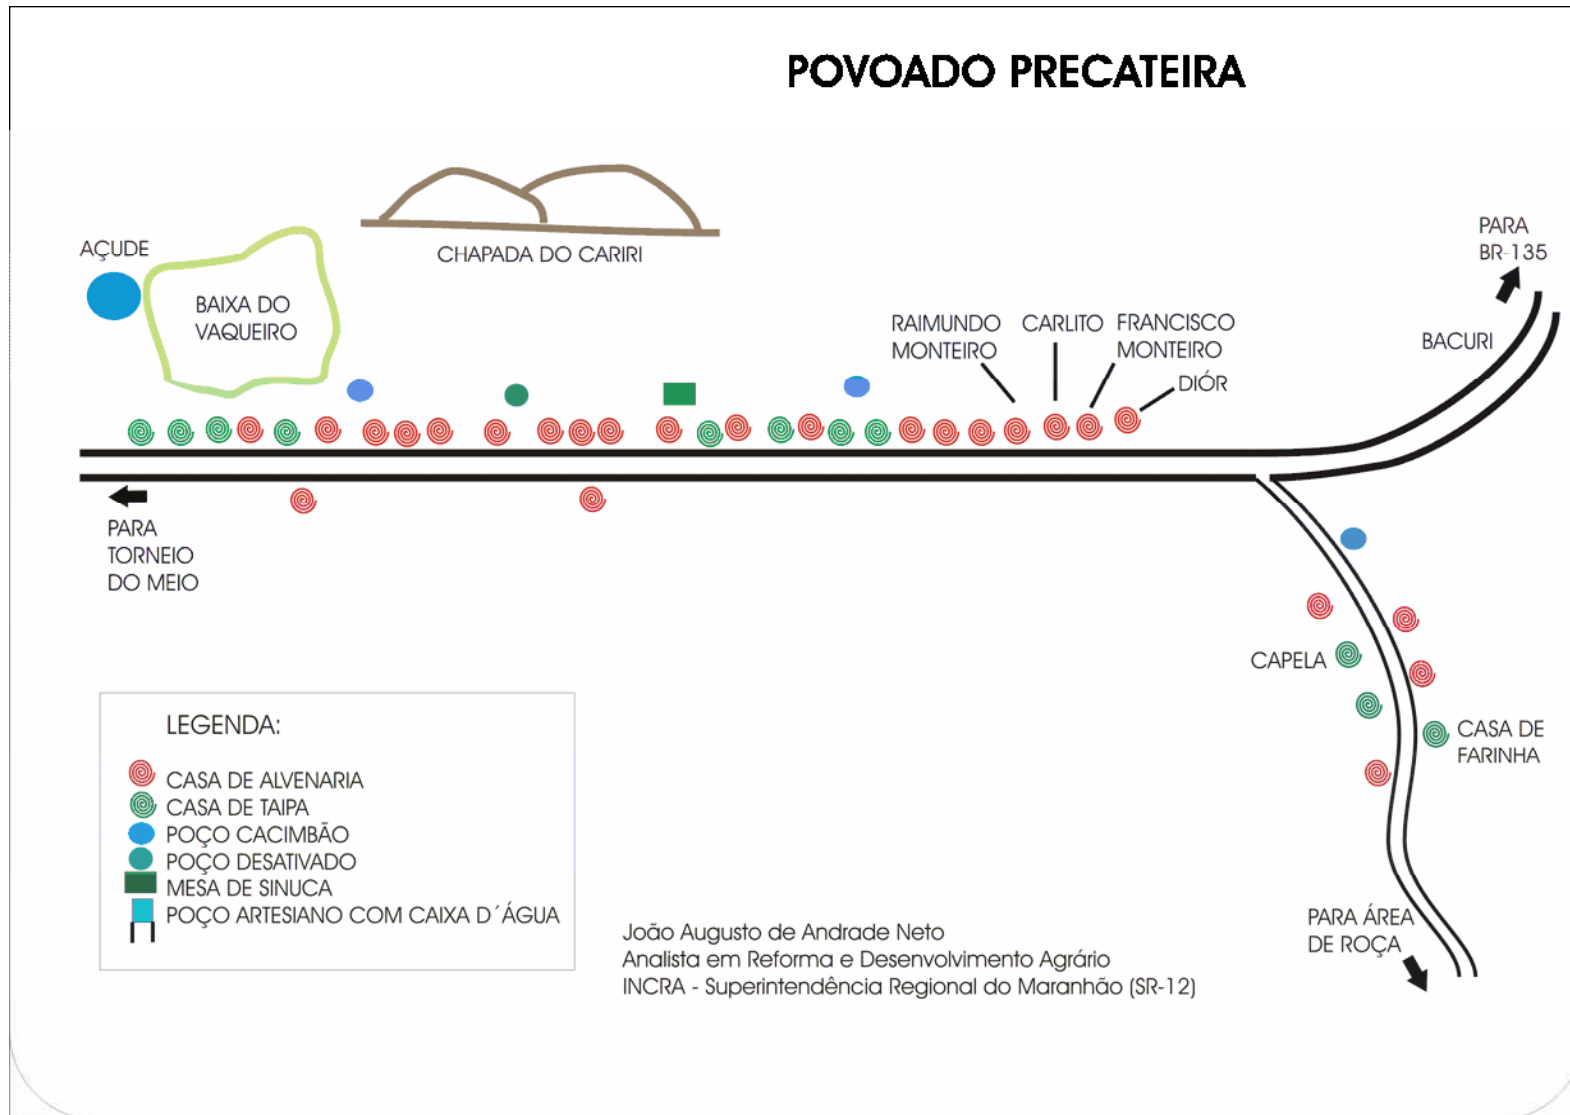 POVOADO PRECATEIRA
AÇUDE
BAIXA DO
VAQUEIRO
CHAPADA DO CARIRI
RAIMUNDO
MONTEIRO
CARLITO
FRANCISCO
MONTEIRO
DIÓR
PARA
BR-135
BACURI
PARA
TORNEIO
DO MEIO
CAPELA
CASA DE
FARINHA
PARA ÁREA
DE ROÇA
LEGENDA:
CASA DE ALVENARIA
CASA DE TAIPA
POÇO CACIMBÃO
POÇO DESATIVADO
MESA DE SINUCA
POÇO ARTESIANO COM CAIXA D´ÁGUA
João Augusto de Andrade Neto
Analista em Reforma e Desenvolvimento Agrário
INCRA - Superintendência Regional do Maranhão (SR-12)